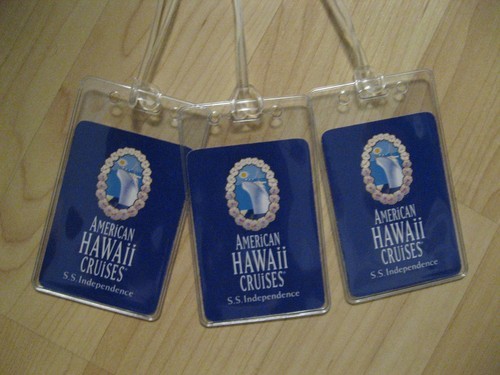 AMERICAN
HAWAii
CRUISES
S.S. Independence
AMERICAN
HAWAii
CRUISES
S.S. Independence
AMERICAN
HAWAii
CRUISES
S.S. Independence